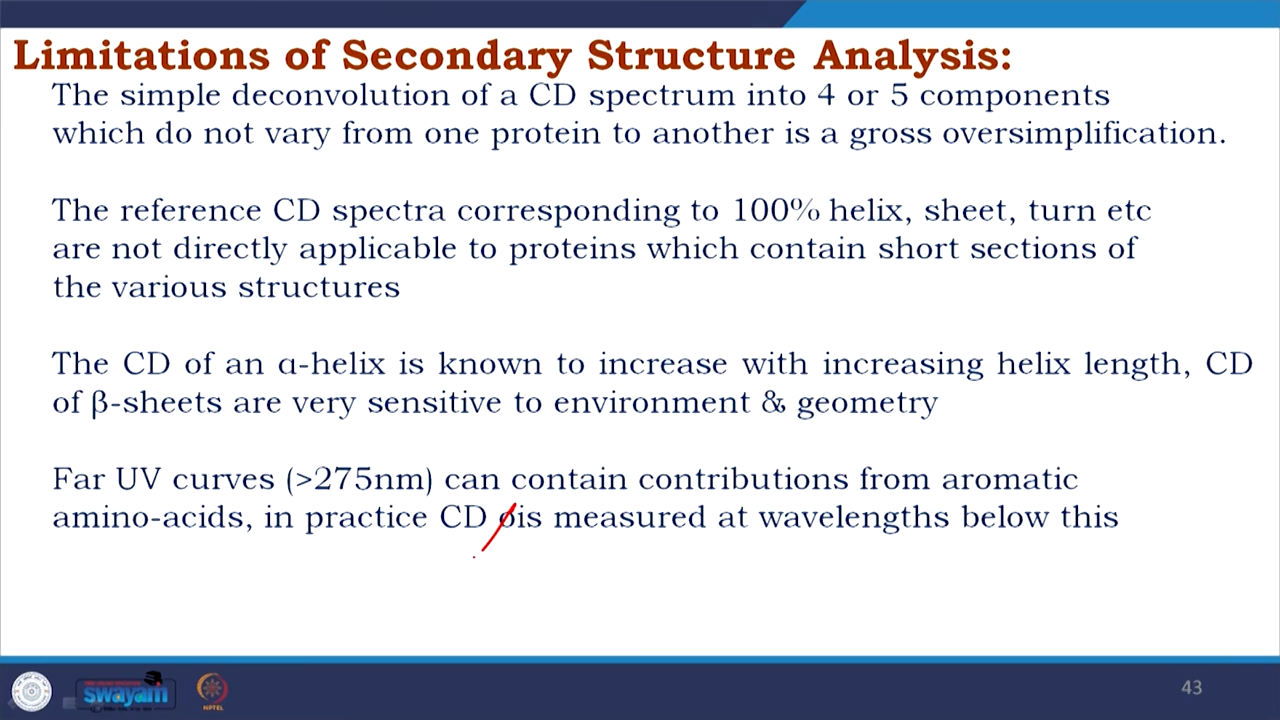 Limitations of Secondary Structure Analysis:
The simple deconvolution of a CD spectrum into 4 or 5 components
which do not vary from one protein to another is a gross oversimplification.
The reference CD spectra corresponding to 100% helix, sheet, turn etc
are not directly applicable to proteins which contain short sections of
the various structures
The CD of an α-helix is known to increase with increasing helix length, CD
of β-sheets are very sensitive to environment & geometry
Far UV curves (>275nm) can contain contributions from aromatic
amino-acids, in practice CD ois measured at wavelengths below this
swayam
NPTEL
43